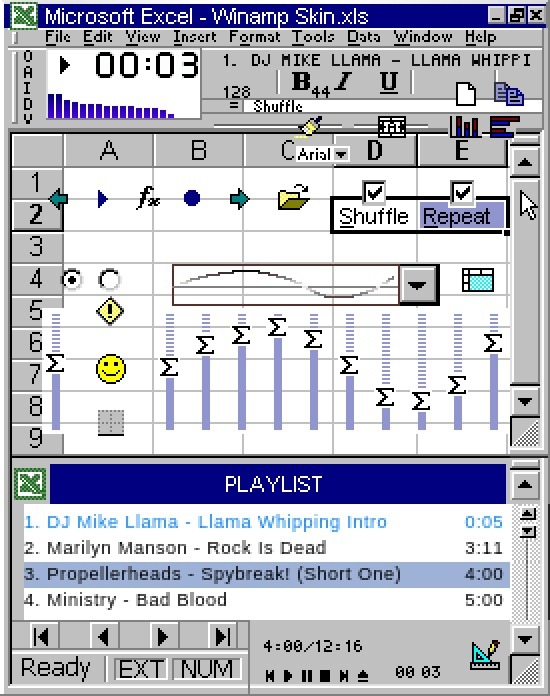 Microsoft Excel - Winamp Skin.xls
File Edit View Insert Format Tools Data Window Help
O
A
I
D
V
00:03
1. DJ MIKE LLAMA - LLAMA WHIPPI
128 B 44 I U
= Shuffle
A
Arial
A B C D E
1
fx
2 Shuffle Repeat
3
4
5
6
Σ Σ Σ Σ Σ Σ Σ Σ Σ Σ Σ
7
8
9
PLAYLIST
1. DJ Mike Llama - Llama Whipping Intro 0:05
2. Marilyn Manson - Rock Is Dead 3:11
3. Propellerheads - Spybreak! (Short One) 4:00
4. Ministry - Bad Blood 5:00
4:00/12:16
Ready EXT NUM 00 03